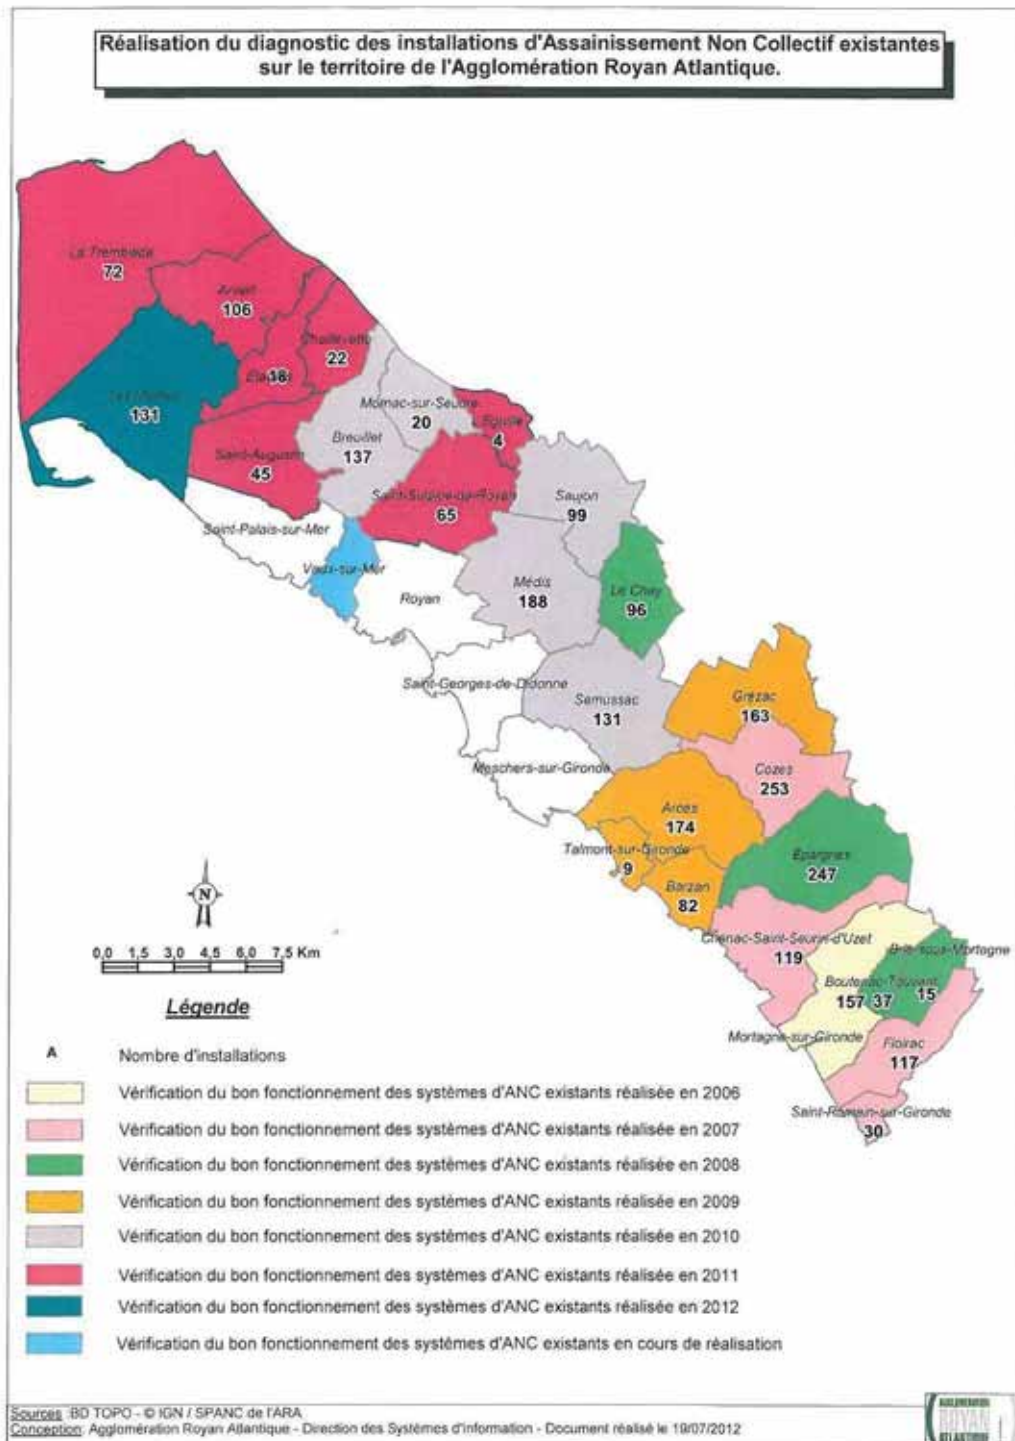 Réalisation du diagnostic des installations d'Assainissement Non Collectif existantes
sur le territoire de l'Agglomération Royan Atlantique.
La Tremblade
72
Arvert
106
Chaillevette
22
Etaules
18
Les Mathes
131
Mornac-sur-Seudre
20
L'Eguille
4
Breuillet
137
Saint-Augustin
45
Saint-Sulpice-de-Royan
65
Saujon
99
Saint-Palais-sur-Mer
Vaux-sur-Mer
Royan
Médis
188
Le Chay
96
Saint-Georges-de-Didonne
Semussac
131
Grézac
163
Meschers-sur-Gironde
Cozes
253
Arces
174
Talmont-sur-Gironde
9
Epargnes
247
Barzan
82
Chenac-Saint-Seurin-d'Uzet
119
Brie-sous-Mortagne
15
Boutenac-Touvent
157
37
Mortagne-sur-Gironde
Floirac
117
Saint-Romain-sur-Gironde
30
N
0,0 1,5 3,0 4,5 6,0 7,5 Km
Légende
A Nombre d'installations
Vérification du bon fonctionnement des systèmes d'ANC existants réalisée en 2006
Vérification du bon fonctionnement des systèmes d'ANC existants réalisée en 2007
Vérification du bon fonctionnement des systèmes d'ANC existants réalisée en 2008
Vérification du bon fonctionnement des systèmes d'ANC existants réalisée en 2009
Vérification du bon fonctionnement des systèmes d'ANC existants réalisée en 2010
Vérification du bon fonctionnement des systèmes d'ANC existants réalisée en 2011
Vérification du bon fonctionnement des systèmes d'ANC existants réalisée en 2012
Vérification du bon fonctionnement des systèmes d'ANC existants en cours de réalisation
Sources :BD TOPO - © IGN / SPANC de l'ARA
Conception: Agglomération Royan Atlantique - Direction des Systèmes d'information - Document réalisé le 19/07/2012
AGGLOMERATION
ROYAN
ATLANTIQUE